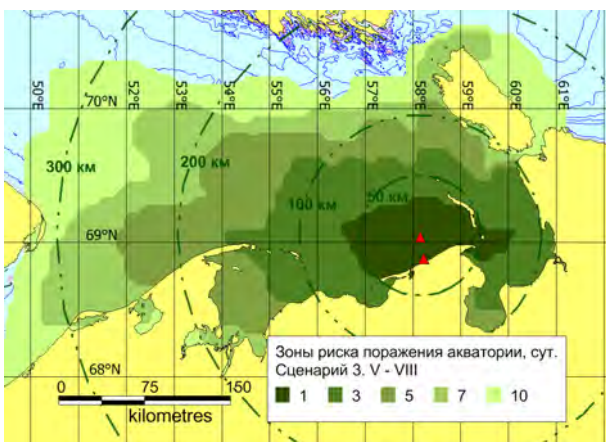 50°E 52°E 53°E 54°E 55°E 56°E 57°E 58°E 59°E 60°E 61°E
70°N
300 км
200 км
100 км
50 км
69°N
68°N
Зоны риска поражения акватории, сут.
Сценарий 3. V - VIII
1 3 5 7 10
0 75 150
kilometres